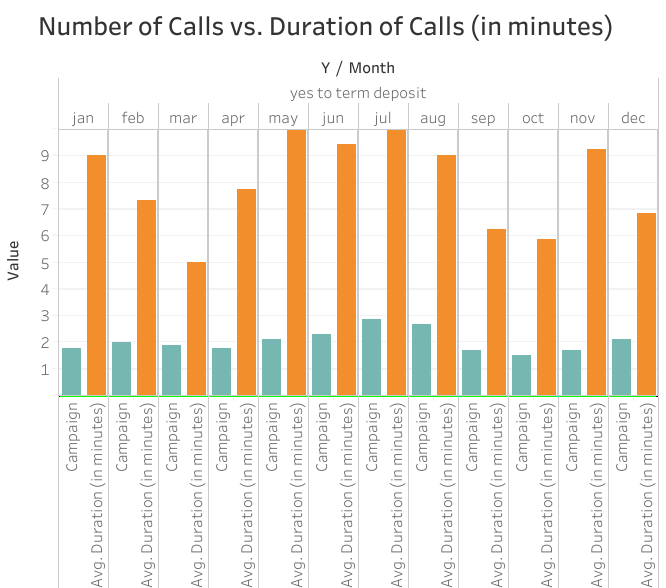 Number of Calls vs. Duration of Calls (in minutes)
Y / Month
yes to term deposit
jan feb mar apr may jun jul aug sep oct nov dec
9
8
7
6
5
4
3
2
1
Value
Campaign
Avg. Duration (in minutes)
Campaign
Avg. Duration (in minutes)
Campaign
Avg. Duration (in minutes)
Campaign
Avg. Duration (in minutes)
Campaign
Avg. Duration (in minutes)
Campaign
Avg. Duration (in minutes)
Campaign
Avg. Duration (in minutes)
Campaign
Avg. Duration (in minutes)
Campaign
Avg. Duration (in minutes)
Campaign
Avg. Duration (in minutes)
Campaign
Avg. Duration (in minutes)
Campaign
Avg. Duration (in minutes)